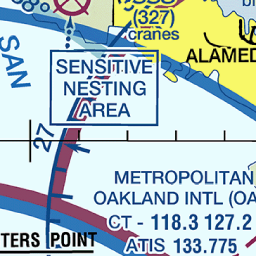 (327)
cranes
ALAMED
SAN
SENSITIVE
NESTING
AREA
27
METROPOLITAN
OAKLAND INTL (OA
CT - 118.3 127.2
ATIS 133.775
TERS POINT